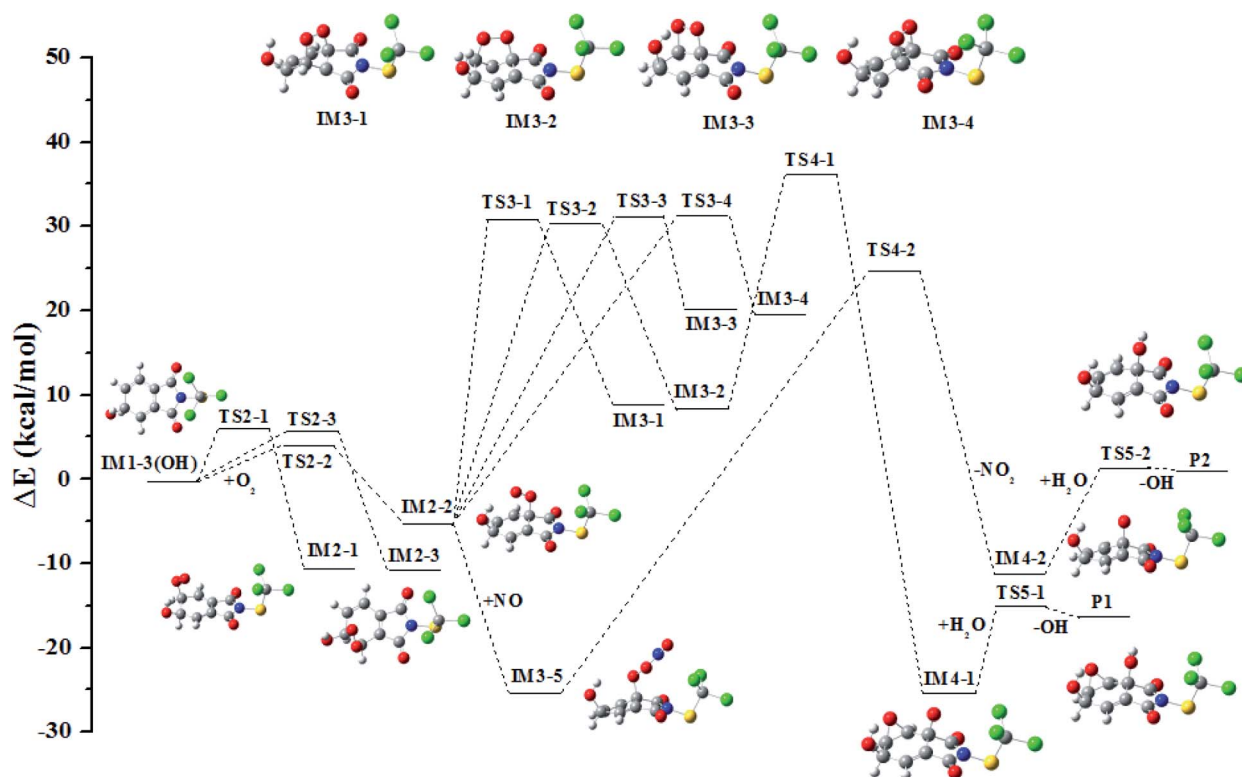 50
40
30
20
10
0
-10
-20
-30
ΔE (kcal/mol)
IM3-1
IM3-2
IM3-3
IM3-4
TS4-1
TS3-1
TS3-2
TS3-3
TS3-4
TS4-2
IM3-4
IM3-3
IM3-2
IM3-1
TS2-1
TS2-3
TS2-2
IM1-3(OH)
+O₂
IM2-2
IM2-1
IM2-3
+NO
IM3-5
-NO₂
+H₂O
TS5-2
-OH
P2
IM4-2
TS5-1
P1
+H₂O
-OH
IM4-1